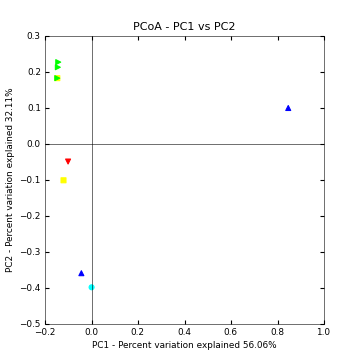 PCoA - PC1 vs PC2
0.3
0.2
0.1
0.0
−0.1
−0.2
−0.3
−0.4
−0.5
PC2 - Percent variation explained 32.11%
−0.2 0.0 0.2 0.4 0.6 0.8 1.0
PC1 - Percent variation explained 56.06%